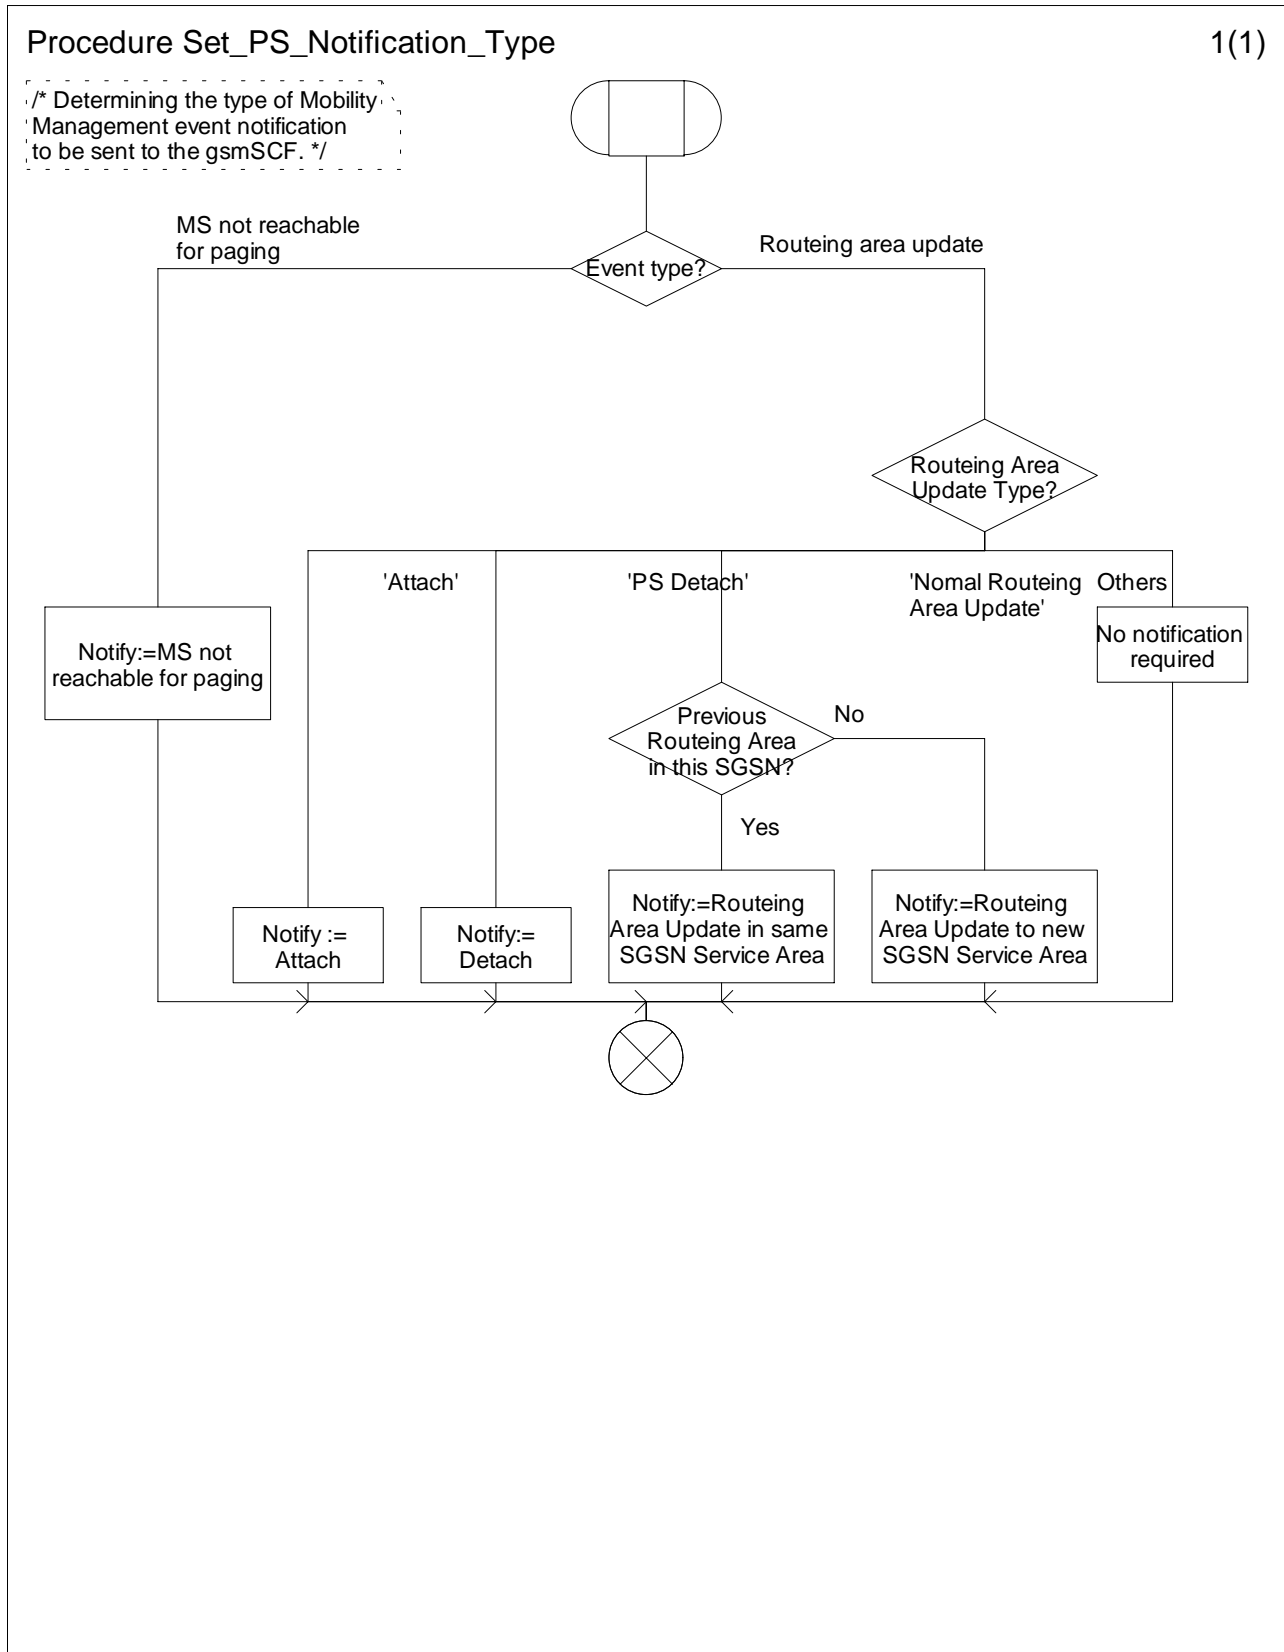 Procedure Set_PS_Notification_Type
1(1)
/* Determining the type of Mobility
Management event notification
to be sent to the gsmSCF. */
MS not reachable
for paging
Event type?
Routeing area update
Routeing Area
Update Type?
'Attach'
'PS Detach'
'Nomal Routeing
Area Update'
Others
Notify:=MS not
reachable for paging
No notification
required
Previous
Routeing Area
in this SGSN?
No
Yes
Notify :=
Attach
Notify:=
Detach
Notify:=Routeing
Area Update in same
SGSN Service Area
Notify:=Routeing
Area Update to new
SGSN Service Area